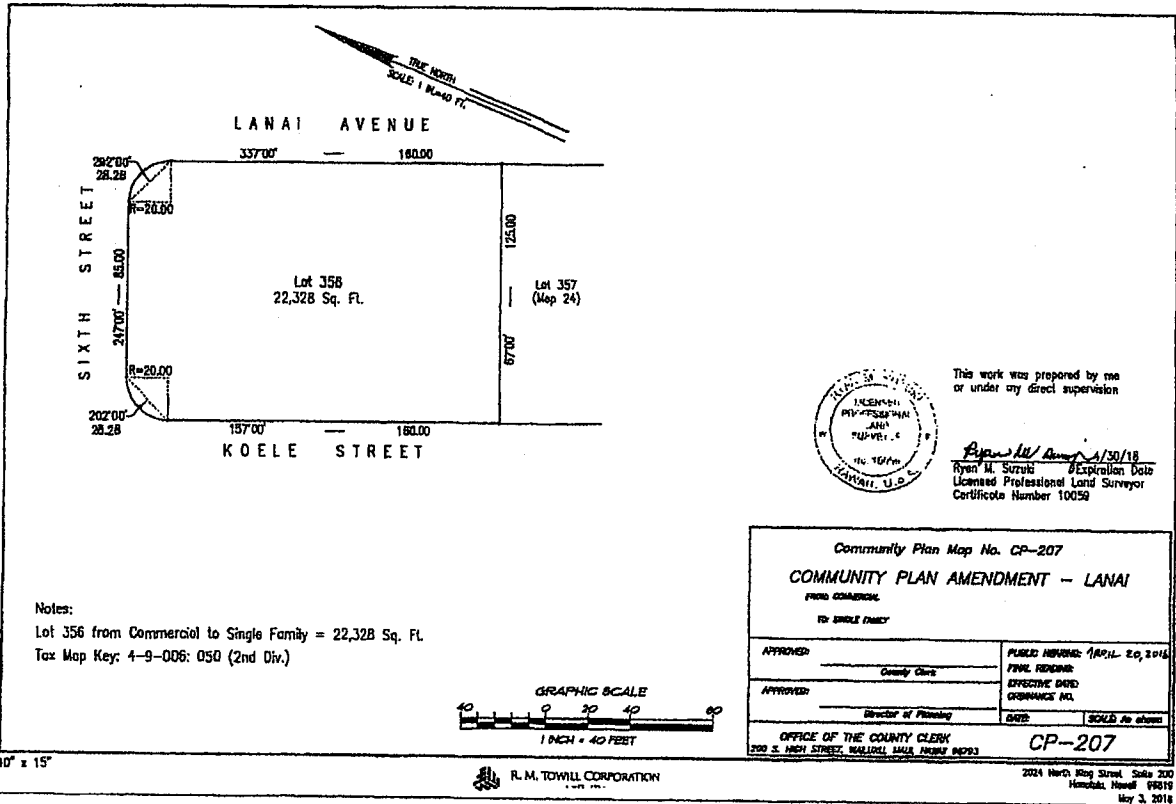 TRUE NORTH
SCALE: 1 IN.=40 FT.
LANAI AVENUE
337°00' — 160.00
292°00'
28.28
R=20.00
SIXTH STREET
247°00' — 85.00
Lot 356
22,328 Sq. Ft.
125.00
—
67°00'
Lot 357
(Map 24)
R=20.00
202°00'
28.28
157°00' — 160.00
KOELE STREET
This work was prepared by me
or under my direct supervision
LICENSED
PROFESSIONAL
LAND
SURVEYOR
HAWAII, U.S.A.
4/30/18
Ryan M. Suzuki Expiration Date
Licensed Professional Land Surveyor
Certificate Number 10059
Notes:
Lot 356 from Commercial to Single Family = 22,328 Sq. Ft.
Tax Map Key: 4-9-006: 050 (2nd Div.)
GRAPHIC SCALE
40 0 20 40 80
1 INCH = 40 FEET
Community Plan Map No. CP-207
COMMUNITY PLAN AMENDMENT - LANAI
FROM: COMMERCIAL
TO: SINGLE FAMILY
APPROVED:
County Clerk
APPROVED:
Director of Planning
PUBLIC HEARING: APRIL 20, 2016
FINAL READING:
EFFECTIVE DATE:
ORDINANCE NO.
DATE: SCALE: As shown
OFFICE OF THE COUNTY CLERK
200 S. HIGH STREET, WAILUKU, MAUI, HAWAII 96793
CP-207
10" x 15"
R. M. TOWILL CORPORATION
2024 North King Street, Suite 200
Honolulu, Hawaii 96819
May 3, 2016